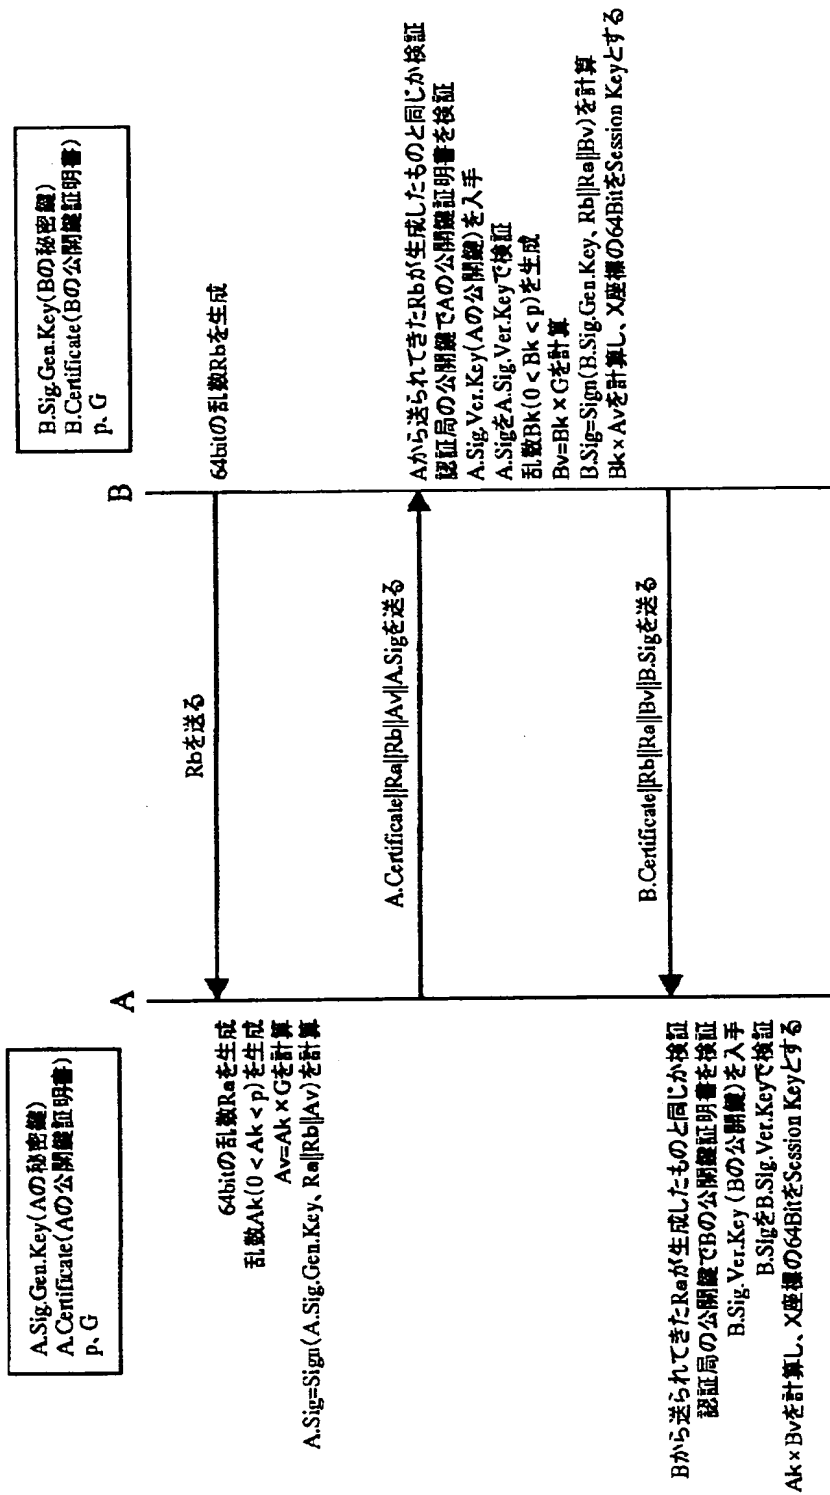 A.Sig.Gen.Key(Aの秘密鍵)
A.Certificate(Aの公開鍵証明書)
p、G
B.Sig.Gen.Key(Bの秘密鍵)
B.Certificate(Bの公開鍵証明書)
p、G
A
B
64bitの乱数Rbを生成
Rbを送る
64bitの乱数Raを生成
乱数Ak(0<Ak<p)を生成
Av=Ak×Gを計算
A.Sig=Sign(A.Sig.Gen.Key、Ra||Rb||Av)を計算
A.Certificate||Ra||Rb||Av||A.Sigを送る
Aから送られてきたRbが生成したものと同じか検証
認証局の公開鍵でAの公開鍵証明書を検証
A.Sig.Ver.Key(Aの公開鍵)を入手
A.SigをA.Sig.Ver.Keyで検証
乱数Bk(0<Bk<p)を生成
Bv=Bk×Gを計算
B.Sig=Sign(B.Sig.Gen.Key、Rb||Ra||Bv)を計算
Bk×Avを計算し、X座標の64BitをSession Keyとする
B.Certificate||Rb||Ra||Bv||B.Sigを送る
Bから送られてきたRaが生成したものと同じか検証
認証局の公開鍵でBの公開鍵証明書を検証
B.Sig.Ver.Key (Bの公開鍵)を入手
B.SigをB.Sig.Ver.Keyで検証
Ak×Bvを計算し、X座標の64BitをSession Keyとする